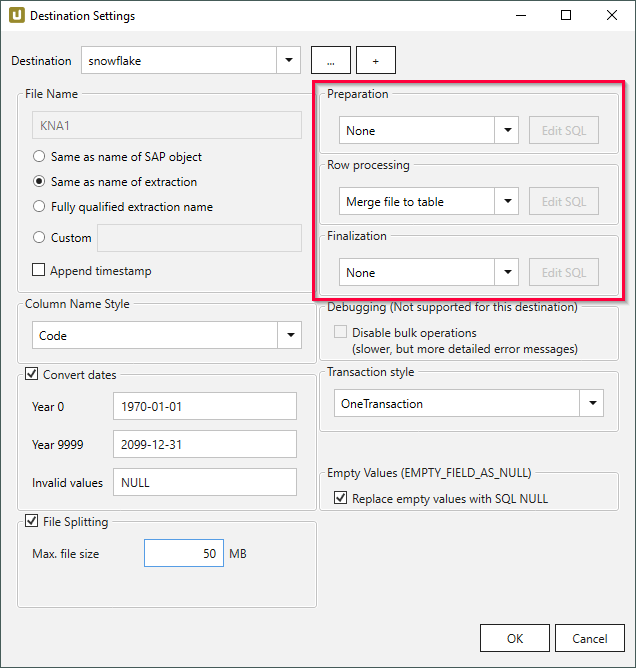 Destination Settings
Destination
snowflake
...
+
File Name
KNA1
Same as name of SAP object
Same as name of extraction
Fully qualified extraction name
Custom
Append timestamp
Column Name Style
Code
Convert dates
Year 0
1970-01-01
Year 9999
2099-12-31
Invalid values
NULL
File Splitting
Max. file size
50
MB
Preparation
None
Edit SQL
Row processing
Merge file to table
Edit SQL
Finalization
None
Edit SQL
Debugging (Not supported for this destination)
Disable bulk operations
(slower, but more detailed error messages)
Transaction style
OneTransaction
Empty Values (EMPTY_FIELD_AS_NULL)
Replace empty values with SQL NULL
OK
Cancel